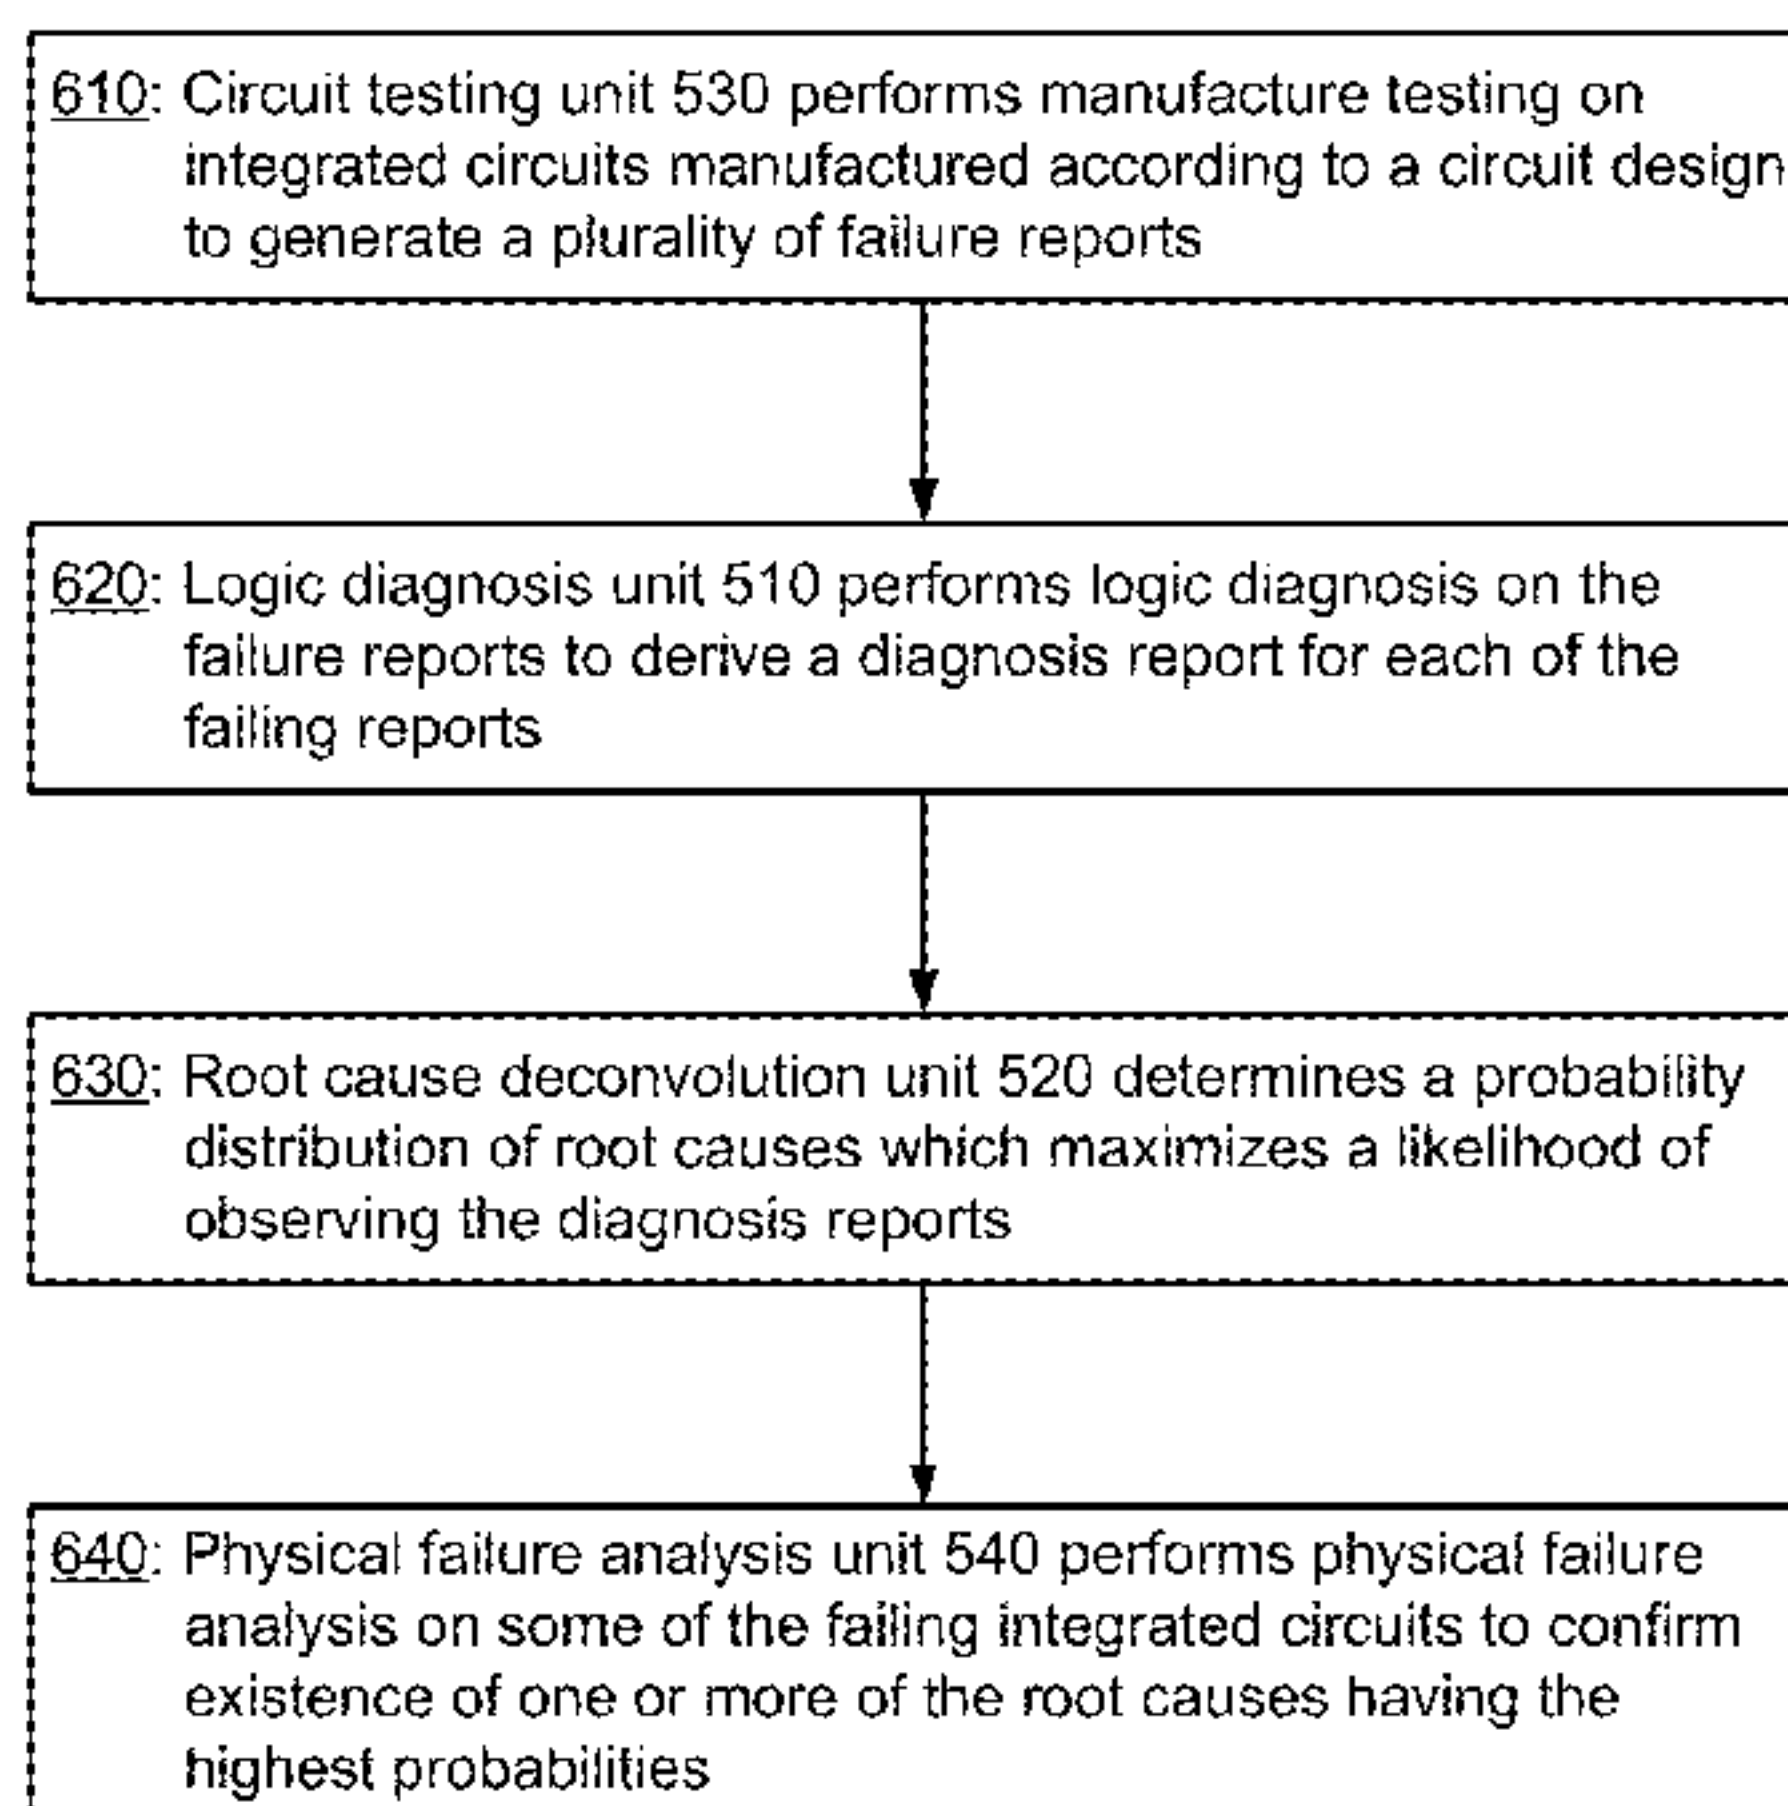 610: Circuit testing unit 530 performs manufacture testing on
integrated circuits manufactured according to a circuit design
to generate a plurality of failure reports
620: Logic diagnosis unit 510 performs logic diagnosis on the
failure reports to derive a diagnosis report for each of the
failing reports
630: Root cause deconvolution unit 520 determines a probability
distribution of root causes which maximizes a likelihood of
observing the diagnosis reports
640: Physical failure analysis unit 540 performs physical failure
analysis on some of the failing integrated circuits to confirm
existence of one or more of the root causes having the
highest probabilities